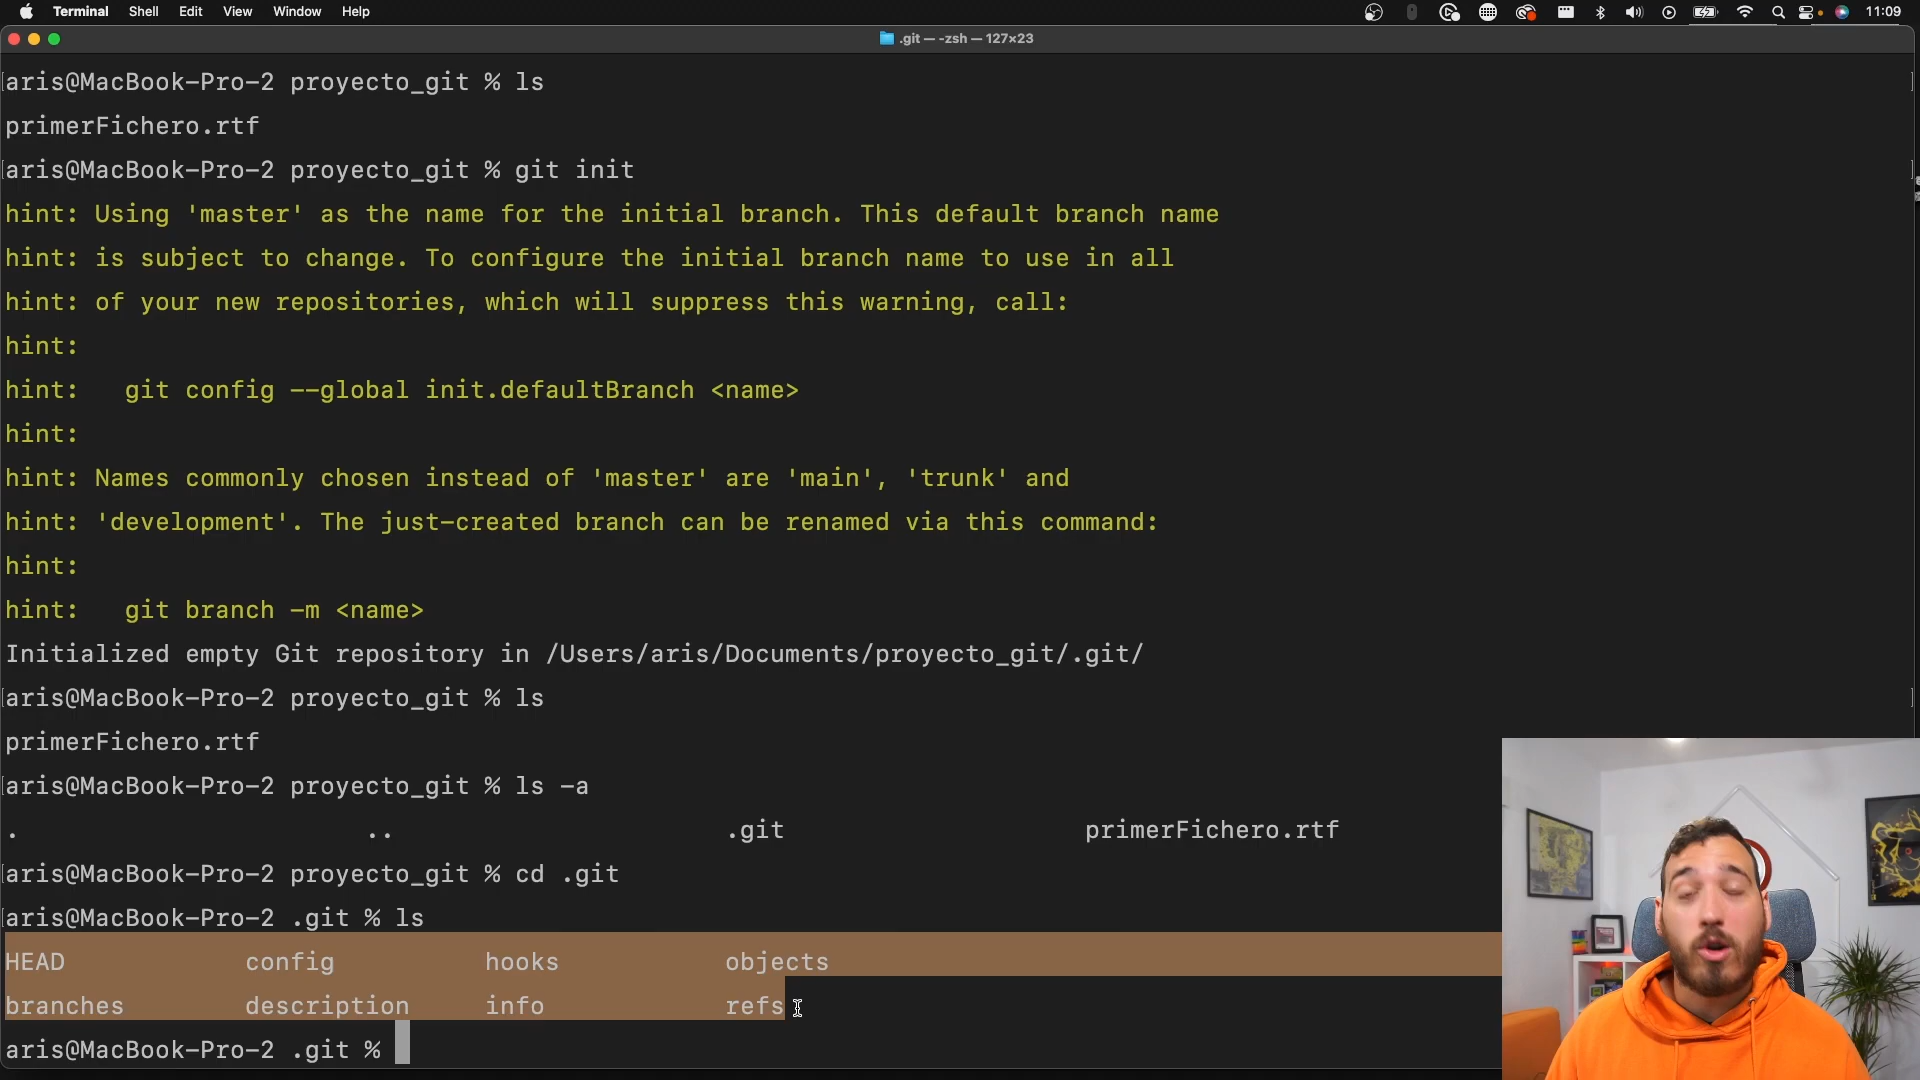 Terminal Shell Edit View Window Help 11:09
.git — -zsh — 127×23
aris@MacBook-Pro-2 proyecto_git % ls
primerFichero.rtf
aris@MacBook-Pro-2 proyecto_git % git init
hint: Using 'master' as the name for the initial branch. This default branch name
hint: is subject to change. To configure the initial branch name to use in all
hint: of your new repositories, which will suppress this warning, call:
hint:
hint:   git config --global init.defaultBranch <name>
hint:
hint: Names commonly chosen instead of 'master' are 'main', 'trunk' and
hint: 'development'. The just-created branch can be renamed via this command:
hint:
hint:   git branch -m <name>
Initialized empty Git repository in /Users/aris/Documents/proyecto_git/.git/
aris@MacBook-Pro-2 proyecto_git % ls
primerFichero.rtf
aris@MacBook-Pro-2 proyecto_git % ls -a
. .. .git primerFichero.rtf
aris@MacBook-Pro-2 proyecto_git % cd .git
aris@MacBook-Pro-2 .git % ls
HEAD config hooks objects
branches description info refs
aris@MacBook-Pro-2 .git %